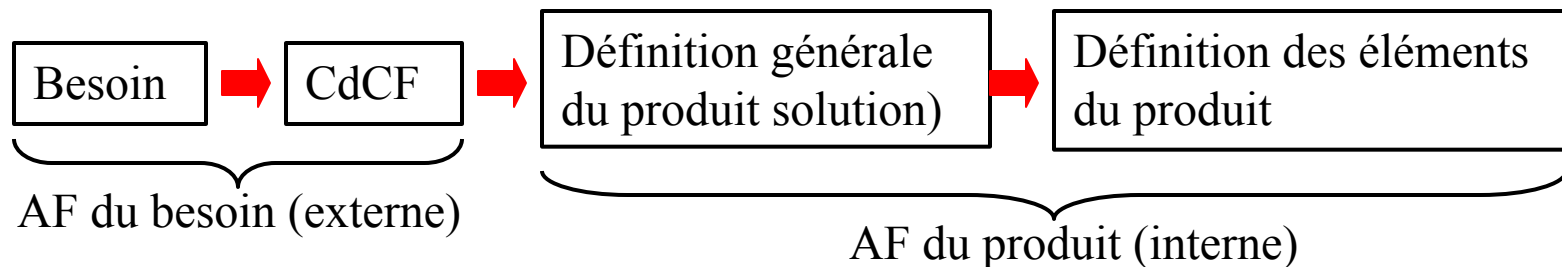 Besoin
CdCF
Définition générale
du produit solution)
Définition des éléments
du produit
AF du besoin (externe)
AF du produit (interne)